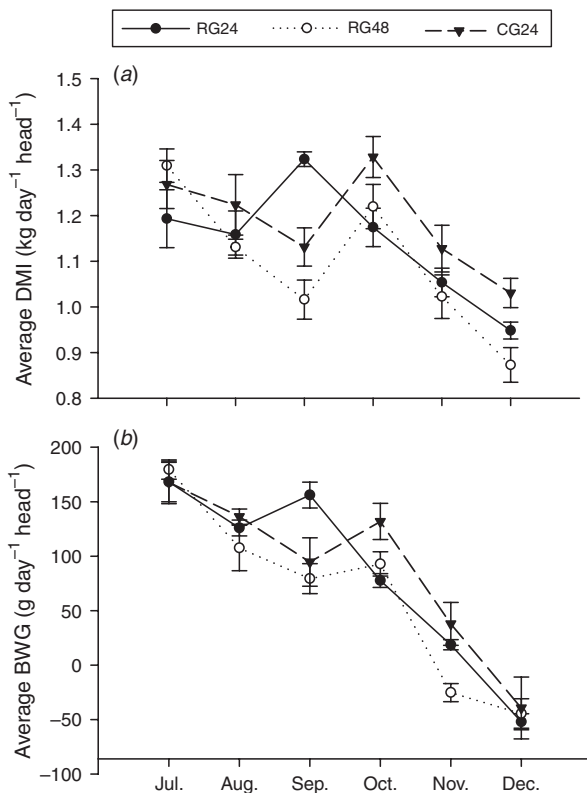 RG24 RG48 CG24
(a)
1.5
1.4
1.3
1.2
1.1
1.0
0.9
0.8
Average DMI (kg day⁻¹ head⁻¹)
(b)
200
150
100
50
0
−50
−100
Average BWG (g day⁻¹ head⁻¹)
Jul. Aug. Sep. Oct. Nov. Dec.